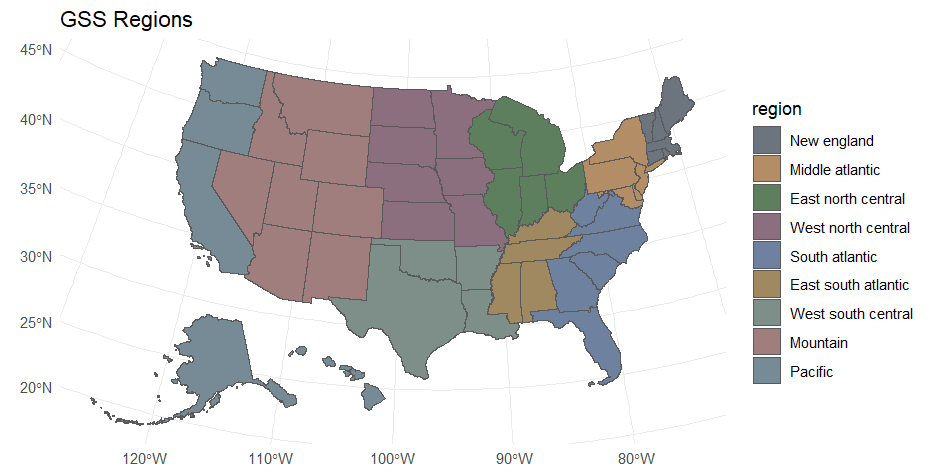 GSS Regions
45°N
40°N
35°N
30°N
25°N
20°N
120°W
110°W
100°W
90°W
80°W
region
New england
Middle atlantic
East north central
West north central
South atlantic
East south atlantic
West south central
Mountain
Pacific